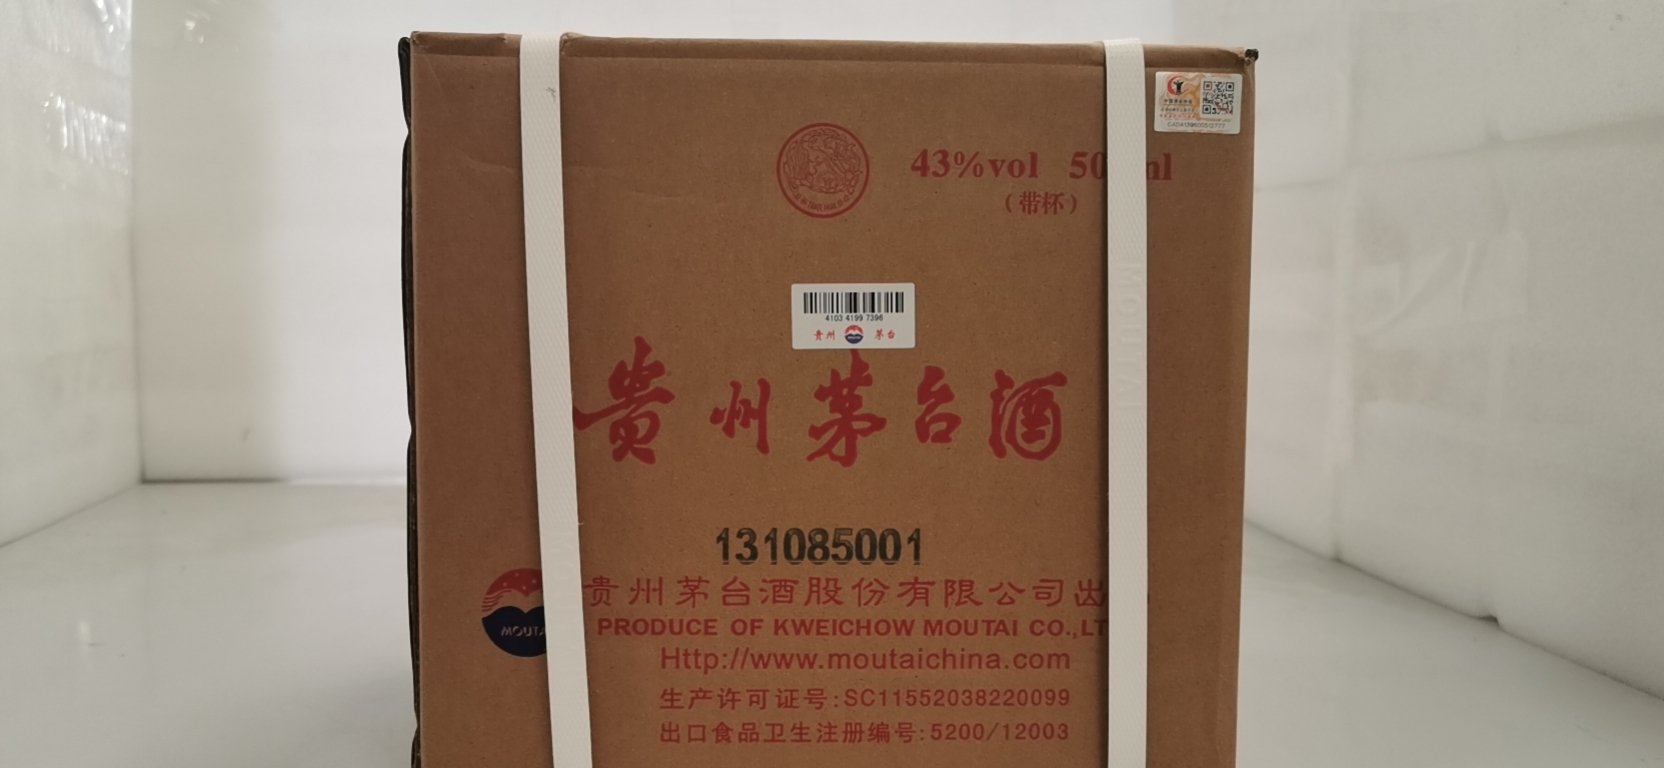 43%vol 50 ml
（带杯）
4103 4199 7396
贵州 茅台
贵州茅台酒
131085001
贵州茅台酒股份有限公司出
MOUTA
PRODUCE OF KWEICHOW MOUTAI CO.,LT
Http://www.moutaichina.com
生产许可证号:SC11552038220099
出口食品卫生注册编号:5200/12003
MOUTAI